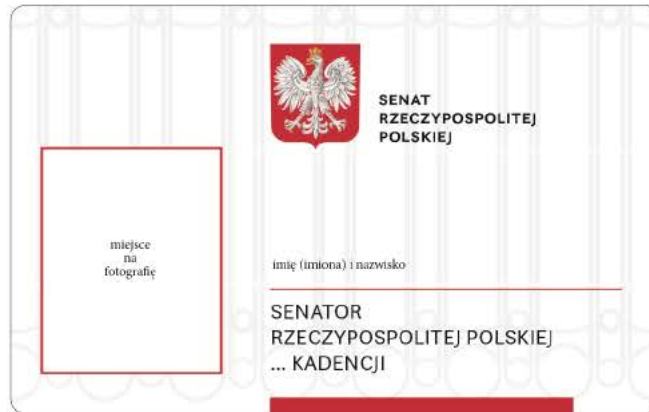 SENAT
RZECZYPOSPOLITEJ
POLSKIEJ
miejsce
na
fotografię
imię (imiona) i nazwisko
SENATOR
RZECZYPOSPOLITEJ POLSKIEJ
... KADENCJI